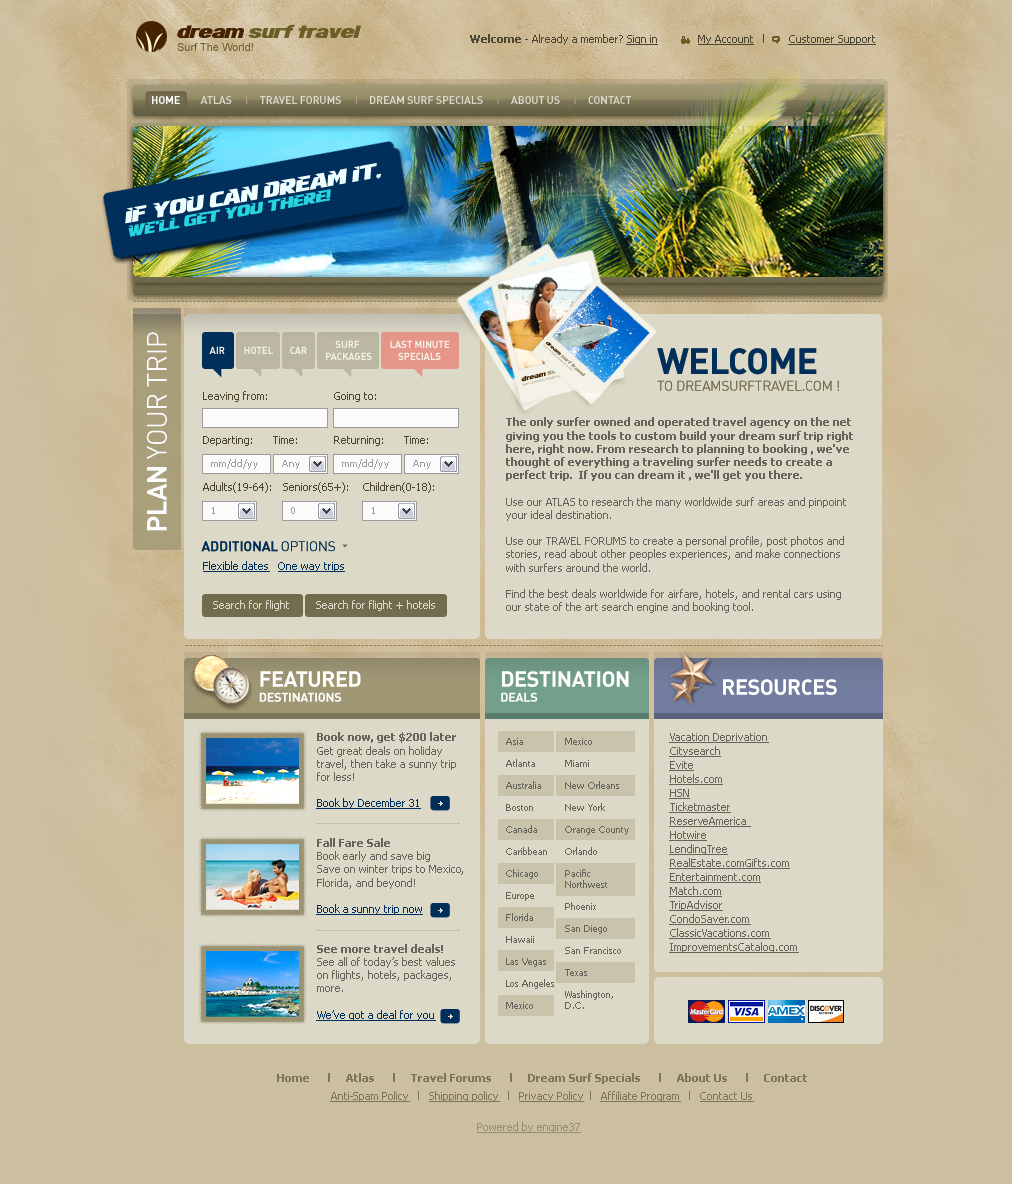 dream surf travel
Surf The World!
Welcome - Already a member? Sign in
My Account | Customer Support
HOME ATLAS | TRAVEL FORUMS | DREAM SURF SPECIALS | ABOUT US | CONTACT
IF YOU CAN DREAM IT.
WE'LL GET YOU THERE!
PLAN YOUR TRIP
AIR
HOTEL
CAR
SURF
PACKAGES
LAST MINUTE
SPECIALS
Leaving from: Going to:
Departing: Time: Returning: Time:
mm/dd/yy Any mm/dd/yy Any
Adults(19-64): Seniors(65+): Children(0-18):
1 0 1
ADDITIONAL OPTIONS
Flexible dates One way trips
Search for flight Search for flight + hotels
dream surf travel
WELCOME
TO DREAMSURFTRAVEL.COM !
The only surfer owned and operated travel agency on the net
giving you the tools to custom build your dream surf trip right
here, right now. From research to planning to booking , we've
thought of everything a traveling surfer needs to create a
perfect trip. If you can dream it , we'll get you there.
Use our ATLAS to research the many worldwide surf areas and pinpoint
your ideal destination.
Use our TRAVEL FORUMS to create a personal profile, post photos and
stories, read about other peoples experiences, and make connections
with surfers around the world.
Find the best deals worldwide for airfare, hotels, and rental cars using
our state of the art search engine and booking tool.
FEATURED
DESTINATIONS
Book now, get $200 later
Get great deals on holiday
travel, then take a sunny trip
for less!
Book by December 31
Fall Fare Sale
Book early and save big
Save on winter trips to Mexico,
Florida, and beyond!
Book a sunny trip now
See more travel deals!
See all of today's best values
on flights, hotels, packages,
more.
We've got a deal for you
DESTINATION
DEALS
Asia
Atlanta
Australia
Boston
Canada
Caribbean
Chicago
Europe
Florida
Hawaii
Las Vegas
Los Angeles
Mexico
Mexico
Miami
New Orleans
New York
Orange County
Orlando
Pacific
Northwest
Phoenix
San Diego
San Francisco
Texas
Washington,
D.C.
RESOURCES
Vacation Deprivation
Citysearch
Evite
Hotels.com
HSN
Ticketmaster
ReserveAmerica
Hotwire
LendingTree
RealEstate.comGifts.com
Entertainment.com
Match.com
TripAdvisor
CondoSaver.com
ClassicVacations.com
ImprovementsCatalog.com
MasterCard VISA AMEX DISCOVER
Home | Atlas | Travel Forums | Dream Surf Specials | About Us | Contact
Anti-Spam Policy | Shipping policy | Privacy Policy | Affiliate Program | Contact Us
Powered by engine37